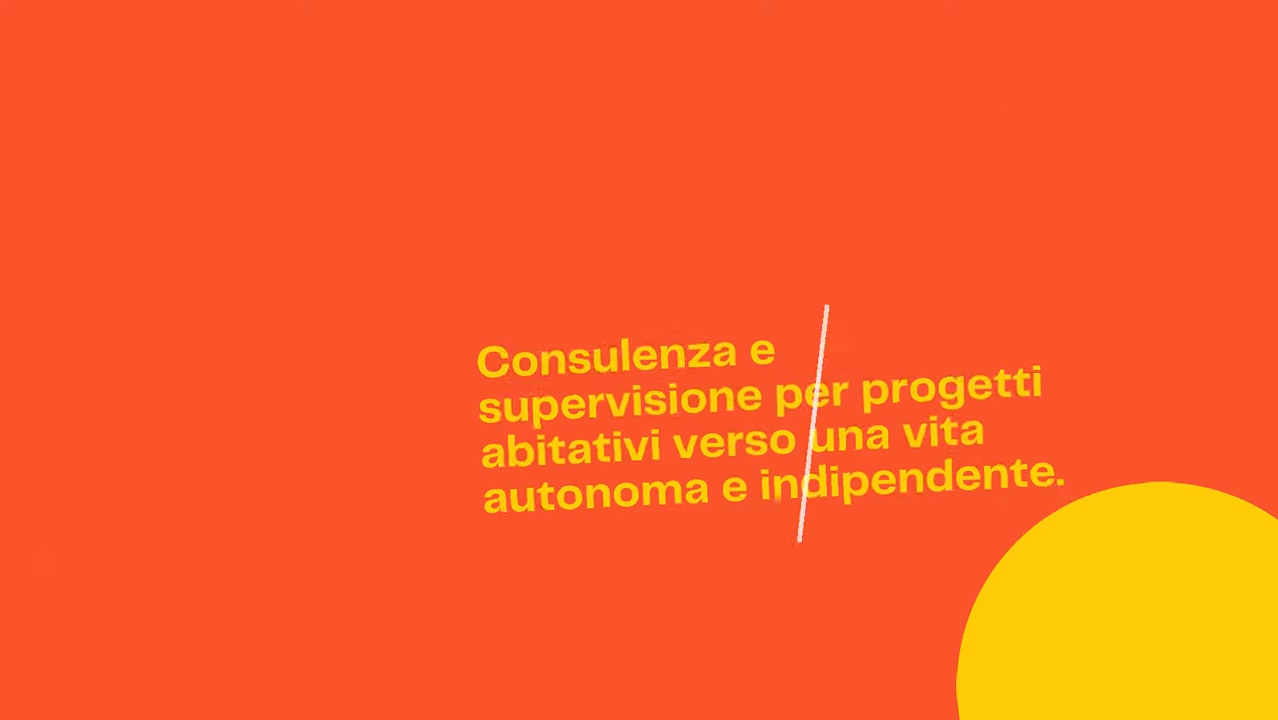 Consulenza e
supervisione per progetti
abitativi verso una vita
autonoma e indipendente.